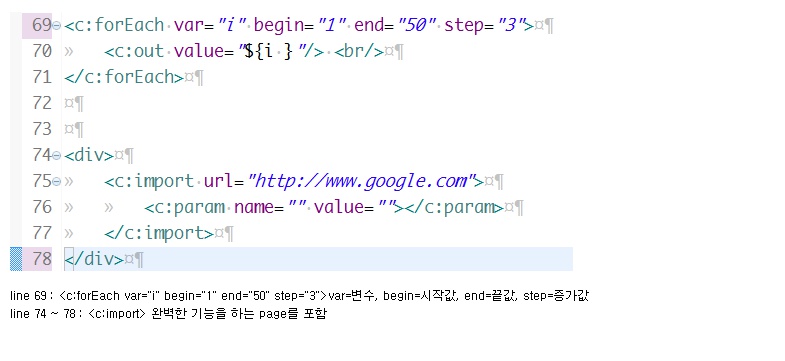 69 <c:forEach var="i" begin="1" end="50" step="3">¤¶
70 » <c:out value="${i }"/> <br/>¤¶
71 </c:forEach>¤¶
72 ¤¶
73 ¤¶
74 <div>¤¶
75 » <c:import url="http://www.google.com">¤¶
76 » » <c:param name="" value=""></c:param>¤¶
77 » </c:import>¤¶
78 </div>¤¶
line 69 : <c:forEach var="i" begin="1" end="50" step="3">var=변수, begin=시작값, end=끝값, step=증가값
line 74 ~ 78 : <c:import> 완벽한 기능을 하는 page를 포함